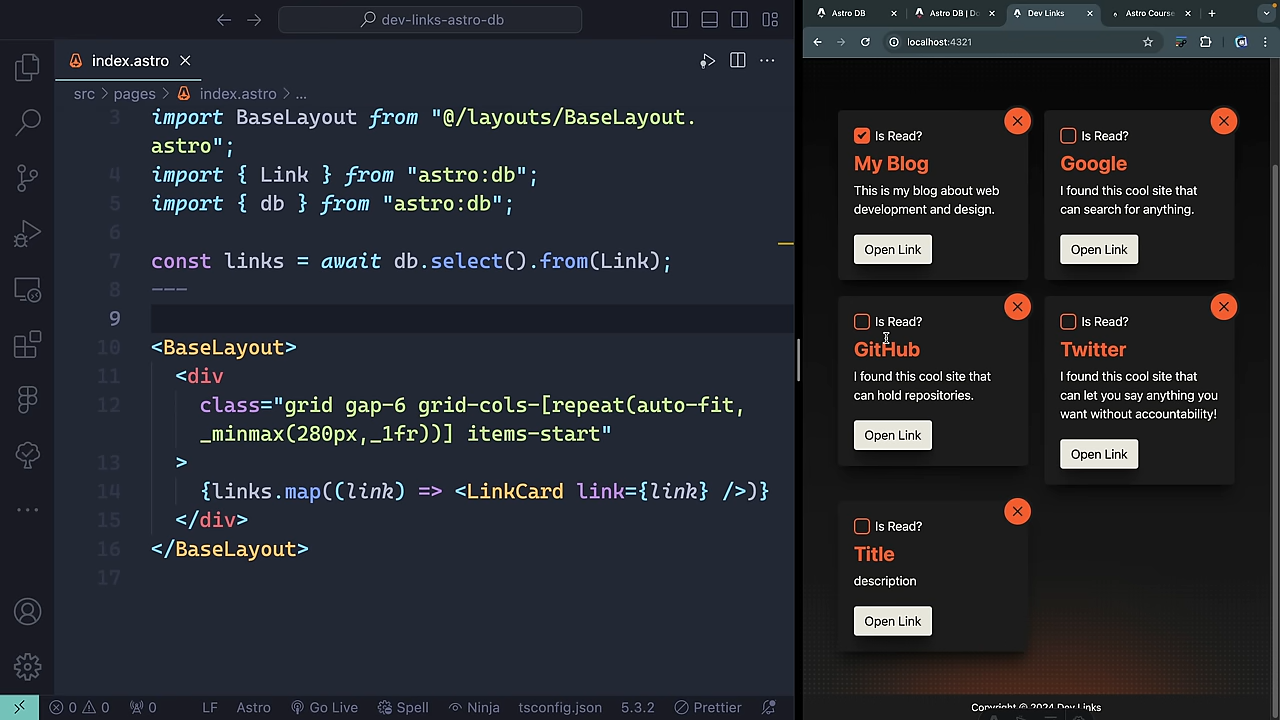 dev-links-astro-db
index.astro
src > pages > index.astro > ...
3 import BaseLayout from "@/layouts/BaseLayout.
astro";
4 import { Link } from "astro:db";
5 import { db } from "astro:db";
6
7 const links = await db.select().from(Link);
8 ---
9
10 <BaseLayout>
11 <div
12 class="grid gap-6 grid-cols-[repeat(auto-fit,
_minmax(280px,_1fr))] items-start"
13 >
14 {links.map((link) => <LinkCard link={link} />)}
15 </div>
16 </BaseLayout>
17
0 0 0 LF Astro Go Live Spell Ninja tsconfig.json 5.3.2 Prettier
Astro DB
Astro DB | Do
Dev Links
Astro Course
localhost:4321
Is Read?
My Blog
This is my blog about web
development and design.
Open Link
Is Read?
Google
I found this cool site that
can search for anything.
Open Link
Is Read?
GitHub
I found this cool site that
can hold repositories.
Open Link
Is Read?
Twitter
I found this cool site that
can let you say anything you
want without accountability!
Open Link
Is Read?
Title
description
Open Link
Copyright © 2024 Dev Links